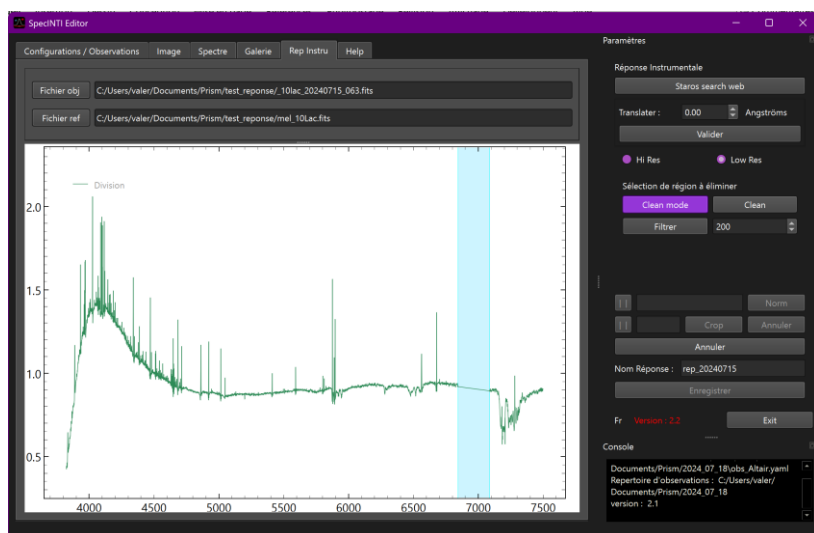 SpecINTI Editor
Configurations / Observations Image Spectre Galerie Rep Instru Help
Fichier obj C:/Users/valer/Documents/Prism/test_reponse/_10lac_20240715_063.fits
Fichier ref C:/Users/valer/Documents/Prism/test_reponse/mel_10Lac.fits
Division
2.0
1.5
1.0
0.5
4000 4500 5000 5500 6000 6500 7000 7500
Paramètres
Réponse Instrumentale
Staros search web
Translater : 0.00 Angströms
Valider
Hi Res Low Res
Sélection de région à éliminer
Clean mode Clean
Filtrer 200
Norm
Crop Annuler
Annuler
Nom Réponse : rep_20240715
Enregistrer
Fr Version : 2.2 Exit
Console
Documents/Prism/2024_07_18\obs_Altair.yaml
Repertoire d'observations : C:/Users/valer/
Documents/Prism/2024_07_18
version : 2.1